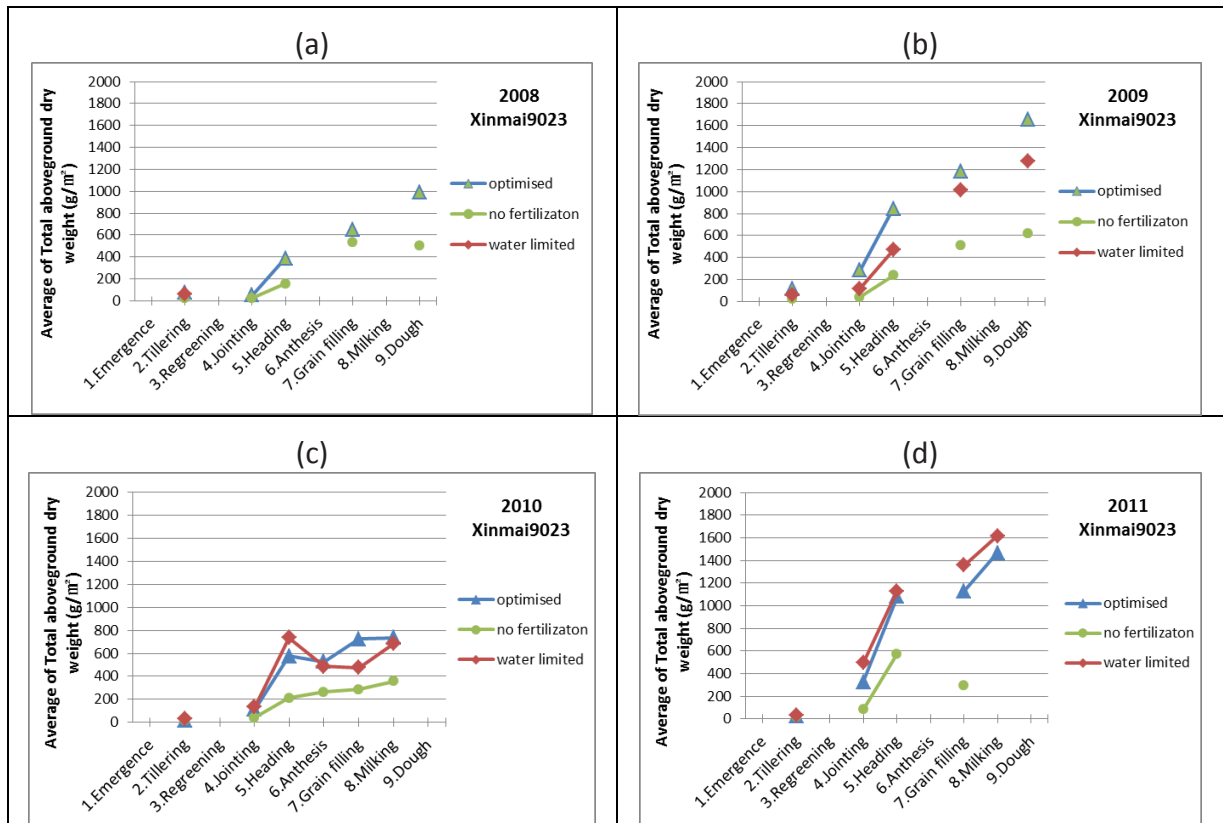 (a)
Average of Total aboveground dry
weight (g/㎡)
2000
1800
1600
1400
1200
1000
800
600
400
200
0
1.Emergence
2.Tillering
3.Regreening
4.Jointing
5.Heading
6.Anthesis
7.Grain filling
8.Milking
9.Dough
2008
Xinmai9023
optimised
no fertilizaton
water limited
(b)
Average of Total aboveground dry
weight (g/㎡)
2000
1800
1600
1400
1200
1000
800
600
400
200
0
1.Emergence
2.Tillering
3.Regreening
4.Jointing
5.Heading
6.Anthesis
7.Grain filling
8.Milking
9.Dough
2009
Xinmai9023
optimised
no fertilizaton
water limited
(c)
Average of Total aboveground dry
weight (g/㎡)
2000
1800
1600
1400
1200
1000
800
600
400
200
0
1.Emergence
2.Tillering
3.Regreening
4.Jointing
5.Heading
6.Anthesis
7.Grain filling
8.Milking
9.Dough
2010
Xinmai9023
optimised
no fertilizaton
water limited
(d)
Average of Total aboveground dry
weight (g/㎡)
2000
1800
1600
1400
1200
1000
800
600
400
200
0
1.Emergence
2.Tillering
3.Regreening
4.Jointing
5.Heading
6.Anthesis
7.Grain filling
8.Milking
9.Dough
2011
Xinmai9023
optimised
no fertilizaton
water limited